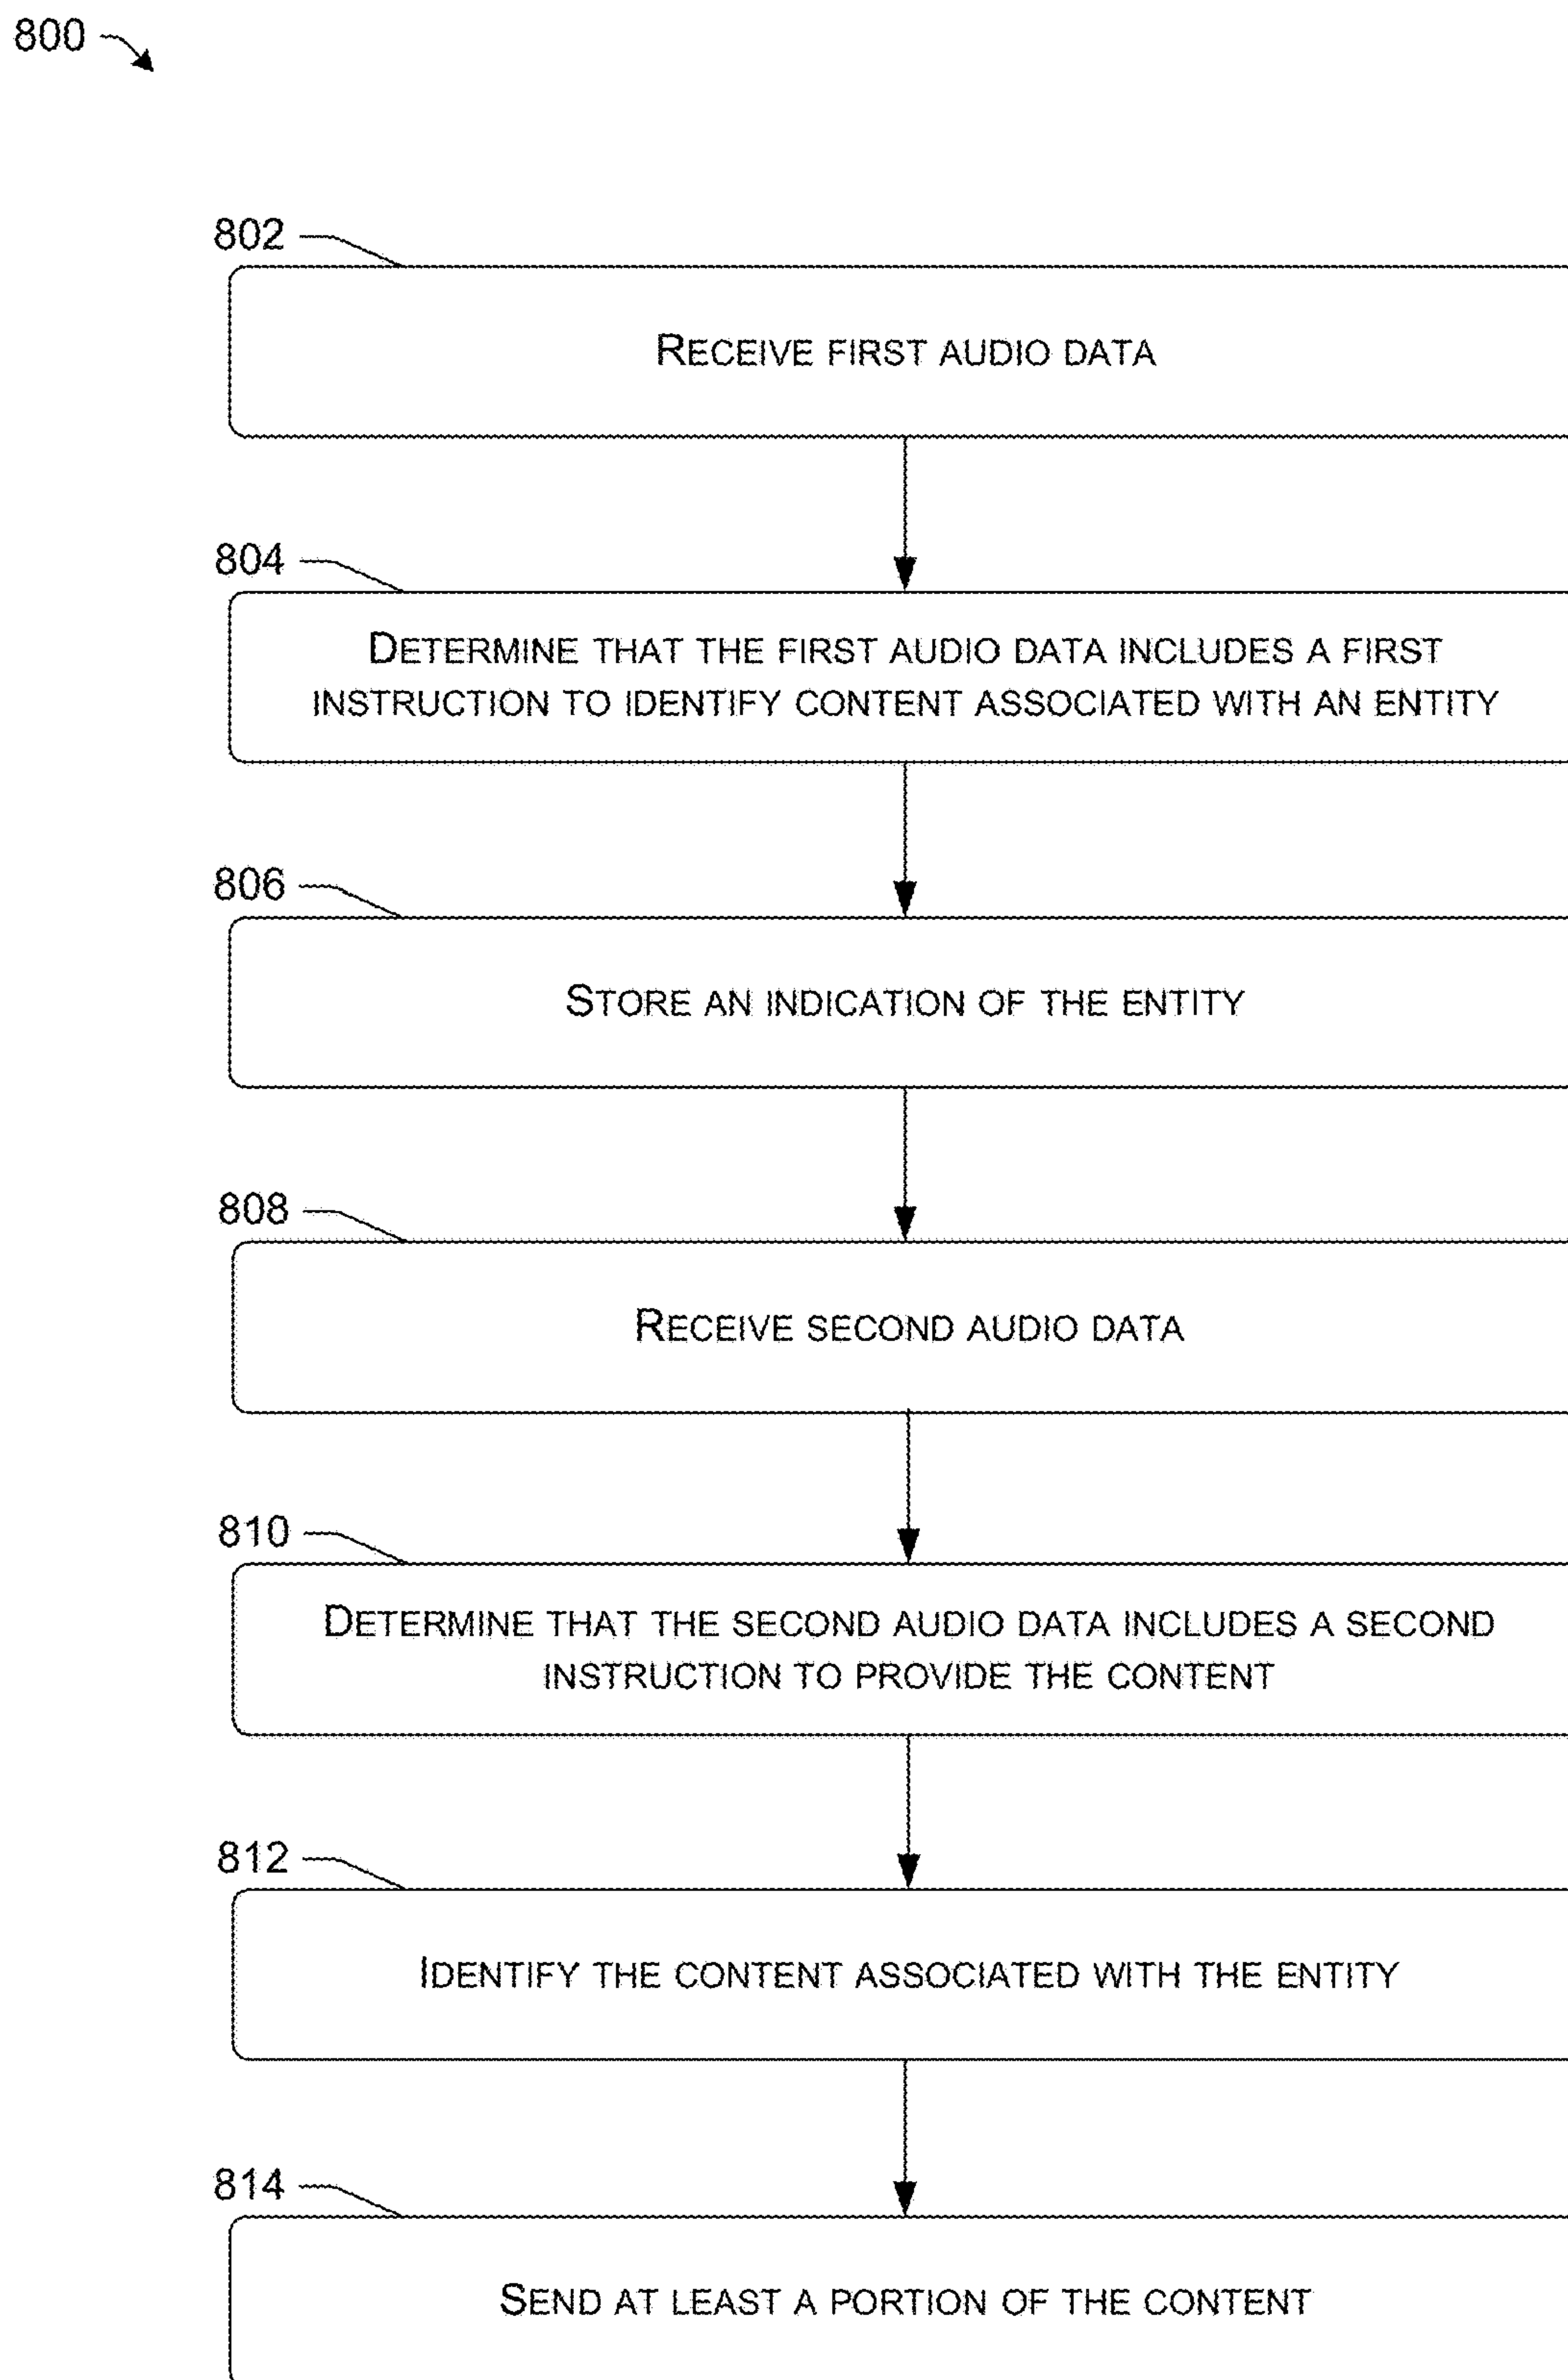 800
802
RECEIVE FIRST AUDIO DATA
804
DETERMINE THAT THE FIRST AUDIO DATA INCLUDES A FIRST
INSTRUCTION TO IDENTIFY CONTENT ASSOCIATED WITH AN ENTITY
806
STORE AN INDICATION OF THE ENTITY
808
RECEIVE SECOND AUDIO DATA
810
DETERMINE THAT THE SECOND AUDIO DATA INCLUDES A SECOND
INSTRUCTION TO PROVIDE THE CONTENT
812
IDENTIFY THE CONTENT ASSOCIATED WITH THE ENTITY
814
SEND AT LEAST A PORTION OF THE CONTENT